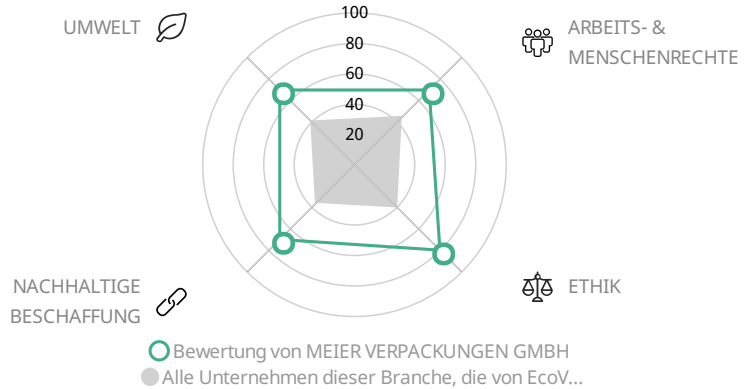 100
80
60
40
20
UMWELT
ARBEITS- &
MENSCHENRECHTE
NACHHALTIGE
BESCHAFFUNG
ETHIK
Bewertung von MEIER VERPACKUNGEN GMBH
Alle Unternehmen dieser Branche, die von EcoV...